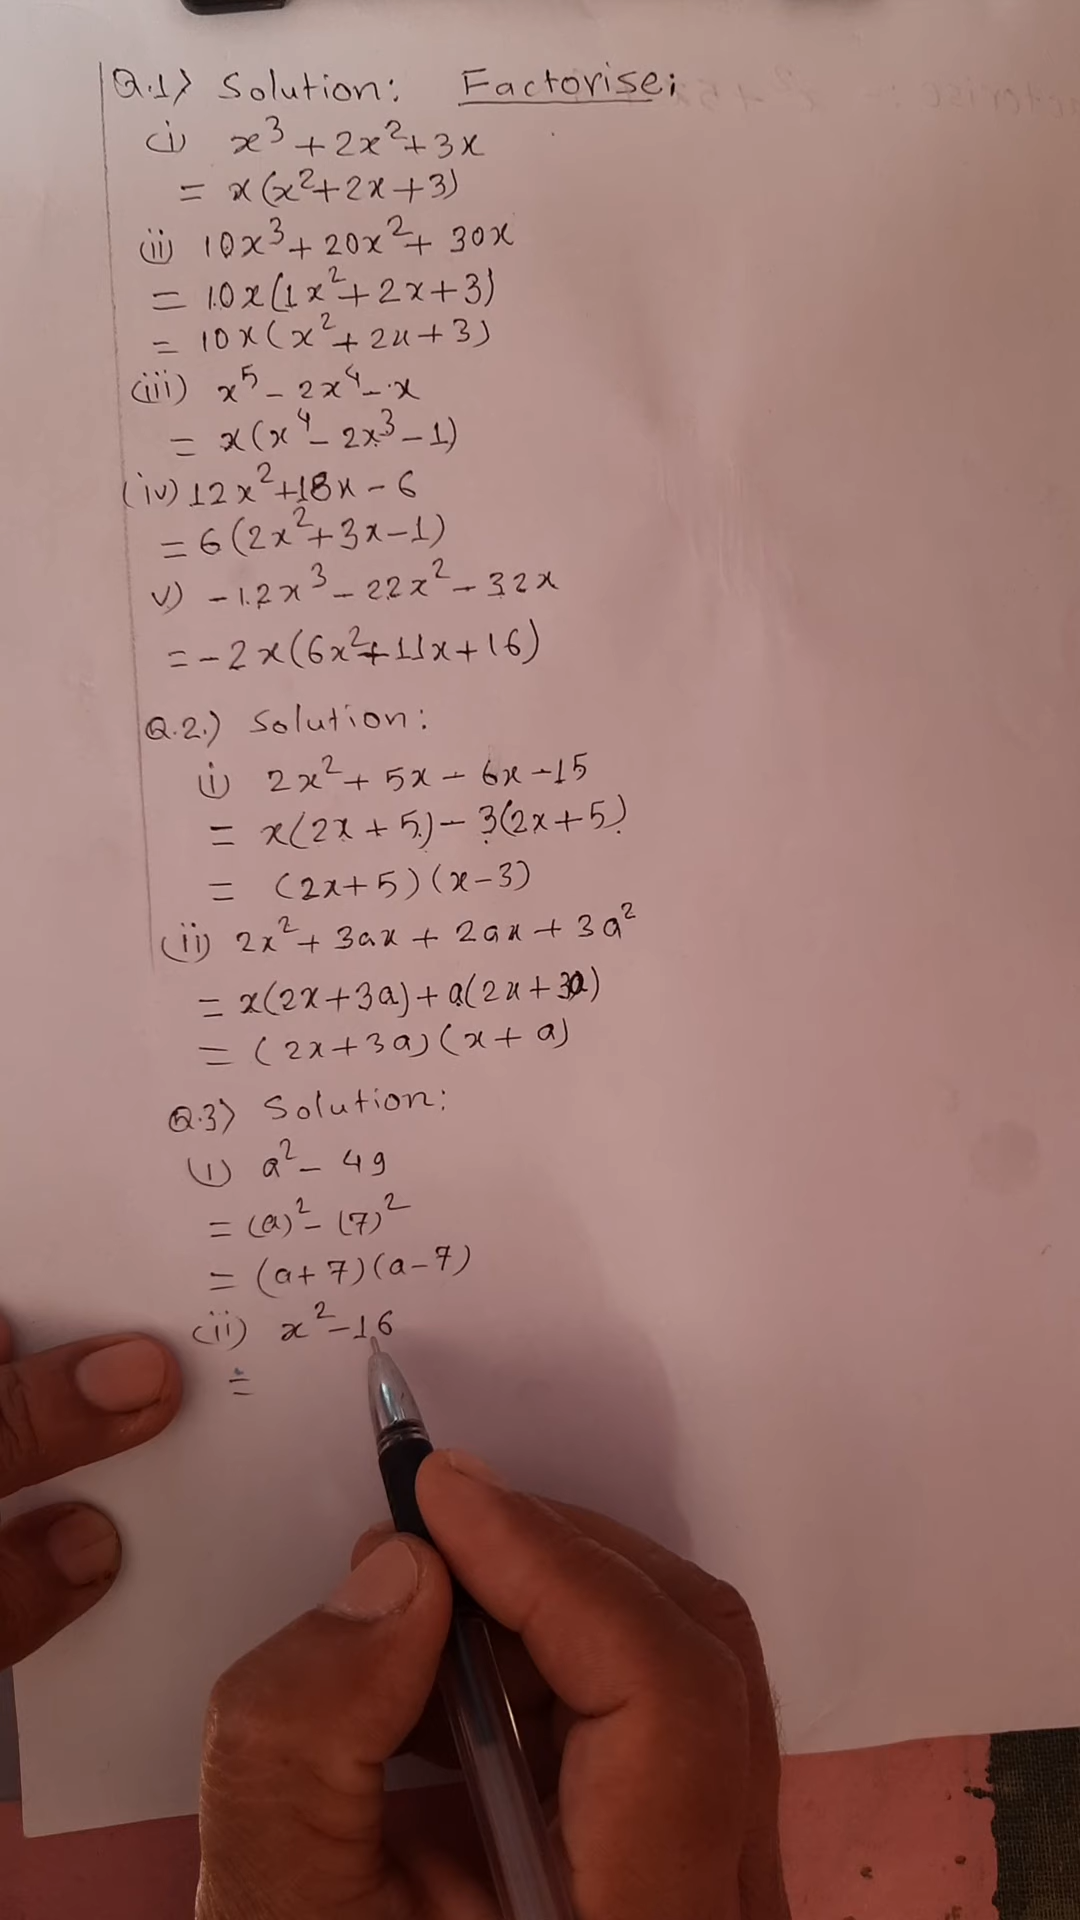 Q.1> Solution: Factorise:
(i) x³ + 2x² + 3x
= x(x² + 2x + 3)
(ii) 10x³ + 20x² + 30x
= 10x(1x² + 2x + 3)
= 10x(x² + 2x + 3)
(iii) x⁵ - 2x⁴ - x
= x(x⁴ - 2x³ - 1)
(iv) 12x² + 18x - 6
= 6(2x² + 3x - 1)
v) -12x³ - 22x² - 32x
= -2x(6x² + 11x + 16)
Q.2.) Solution:
(i) 2x² + 5x - 6x - 15
= x(2x + 5) - 3(2x + 5)
= (2x + 5)(x - 3)
(ii) 2x² + 3ax + 2ax + 3a²
= x(2x + 3a) + a(2x + 3a)
= (2x + 3a)(x + a)
Q.3> Solution:
(i) a² - 49
= (a)² - (7)²
= (a + 7)(a - 7)
(ii) x² - 16
=